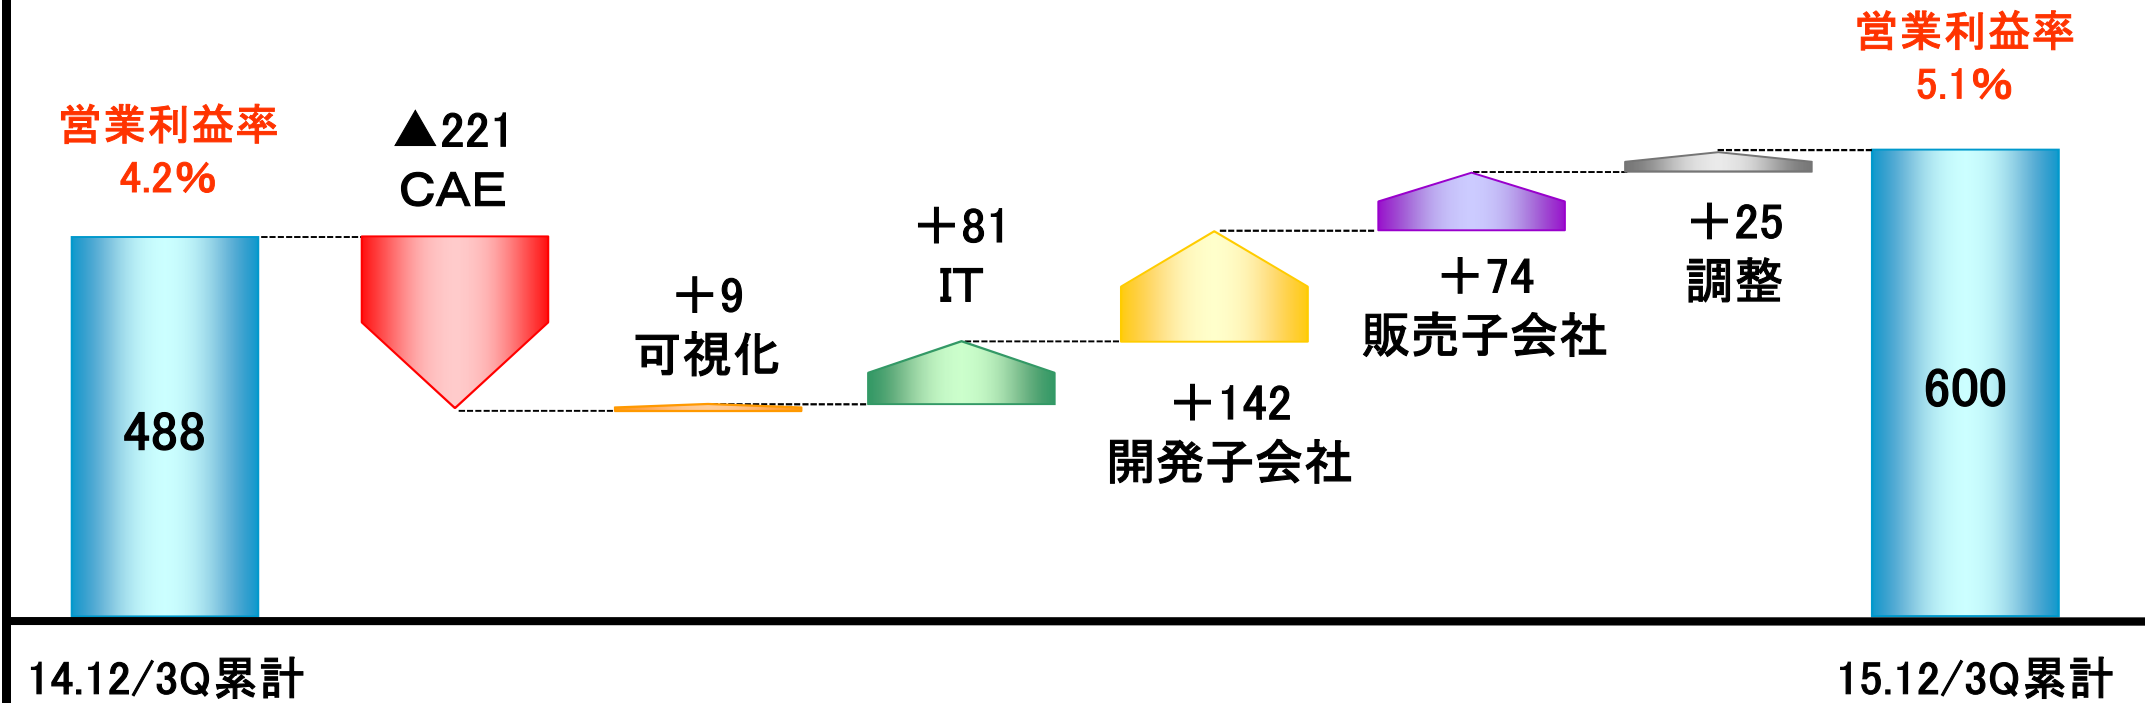 営業利益率
4.2%
488
▲221
CAE
＋9
可視化
＋81
IT
＋142
開発子会社
＋74
販売子会社
＋25
調整
営業利益率
5.1%
600
14.12/3Q累計
15.12/3Q累計